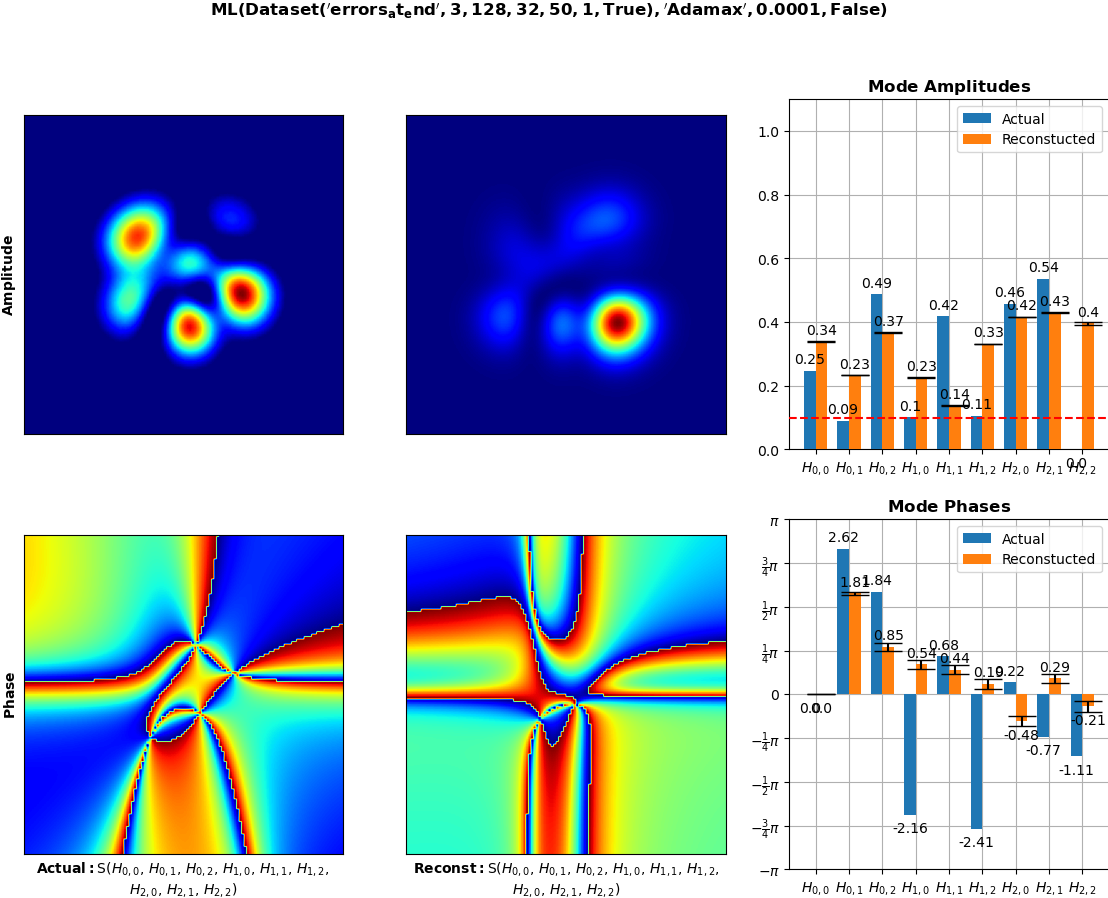 ML(Dataset('errors_at_end', 3, 128, 32, 50, 1, True), 'Adamax', 0.0001, False)
Amplitude
Mode Amplitudes
Actual
Reconstucted
1.0
0.8
0.6
0.4
0.2
0.0
0.25
0.34
0.09
0.23
0.49
0.37
0.1
0.23
0.42
0.14
0.11
0.33
0.46
0.42
0.54
0.43
0.0
0.4
H0,0 H0,1 H0,2 H1,0 H1,1 H1,2 H2,0 H2,1 H2,2
Phase
Mode Phases
Actual
Reconstucted
π
3/4π
1/2π
1/4π
0
−1/4π
−1/2π
−3/4π
−π
0.0
0.0
2.62
1.81
1.84
0.85
-2.16
0.54
0.68
0.44
-2.41
0.19
0.22
-0.48
-0.77
0.29
-1.11
-0.21
H0,0 H0,1 H0,2 H1,0 H1,1 H1,2 H2,0 H2,1 H2,2
Actual: S(H0,0, H0,1, H0,2, H1,0, H1,1, H1,2,
H2,0, H2,1, H2,2)
Reconst: S(H0,0, H0,1, H0,2, H1,0, H1,1, H1,2,
H2,0, H2,1, H2,2)